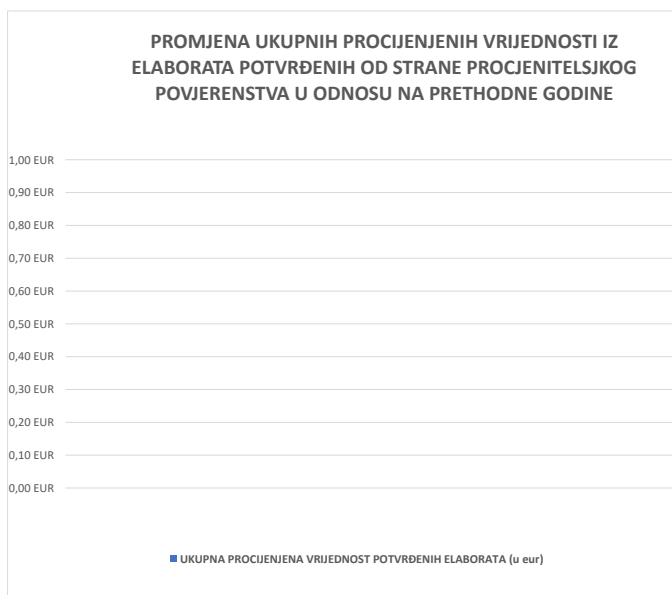 PROMJENA UKUPNIH PROCIJENJENIH VRIJEDNOSTI IZ
ELABORATA POTVRĐENIH OD STRANE PROCJENITELSJKOG
POVJERENSTVA U ODNOSU NA PRETHODNE GODINE
1,00 EUR
0,90 EUR
0,80 EUR
0,70 EUR
0,60 EUR
0,50 EUR
0,40 EUR
0,30 EUR
0,20 EUR
0,10 EUR
0,00 EUR
UKUPNA PROCIJENJENA VRIJEDNOST POTVRĐENIH ELABORATA (u eur)